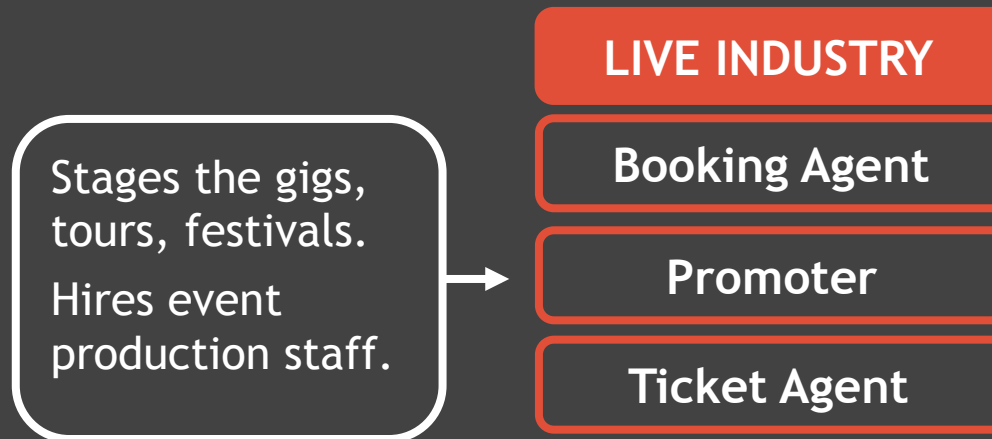 LIVE INDUSTRY
Booking Agent
Stages the gigs,
tours, festivals.
Hires event
production staff.
Promoter
Ticket Agent